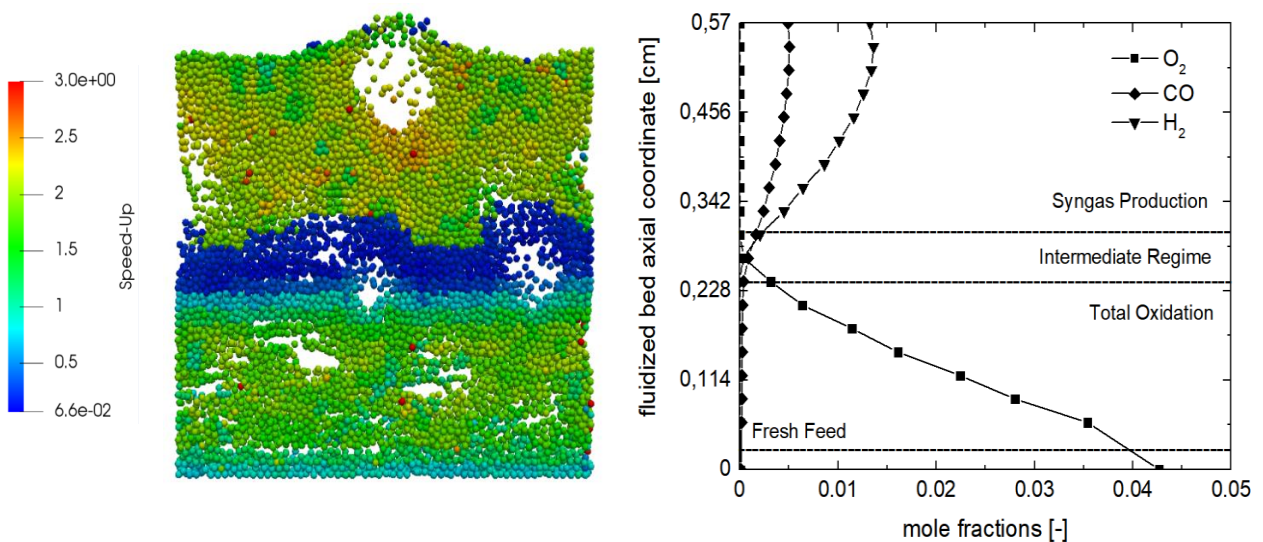 3.0e+00
2.5
2
1.5
1
0.5
6.6e-02
Speed-Up
fluidized bed axial coordinate [cm]
0,57
0,456
0,342
0,228
0,114
0
O2
CO
H2
Syngas Production
Intermediate Regime
Total Oxidation
Fresh Feed
0
0.01
0.02
0.03
0.04
0.05
mole fractions [-]